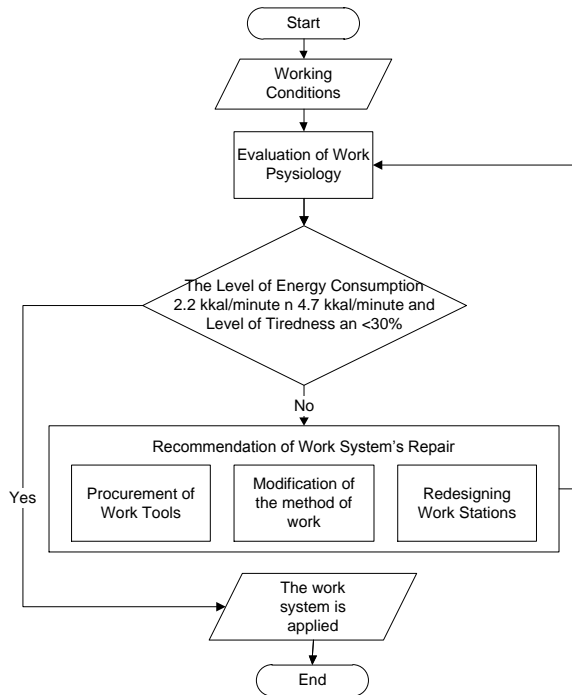 Start
Working
Conditions
Evaluation of Work
Psysiology
The Level of Energy Consumption
2.2 kkal/minute n 4.7 kkal/minute and
Level of Tiredness an <30%
No
Recommendation of Work System's Repair
Procurement of
Work Tools
Modification of
the method of
work
Redesigning
Work Stations
Yes
The work
system is
applied
End